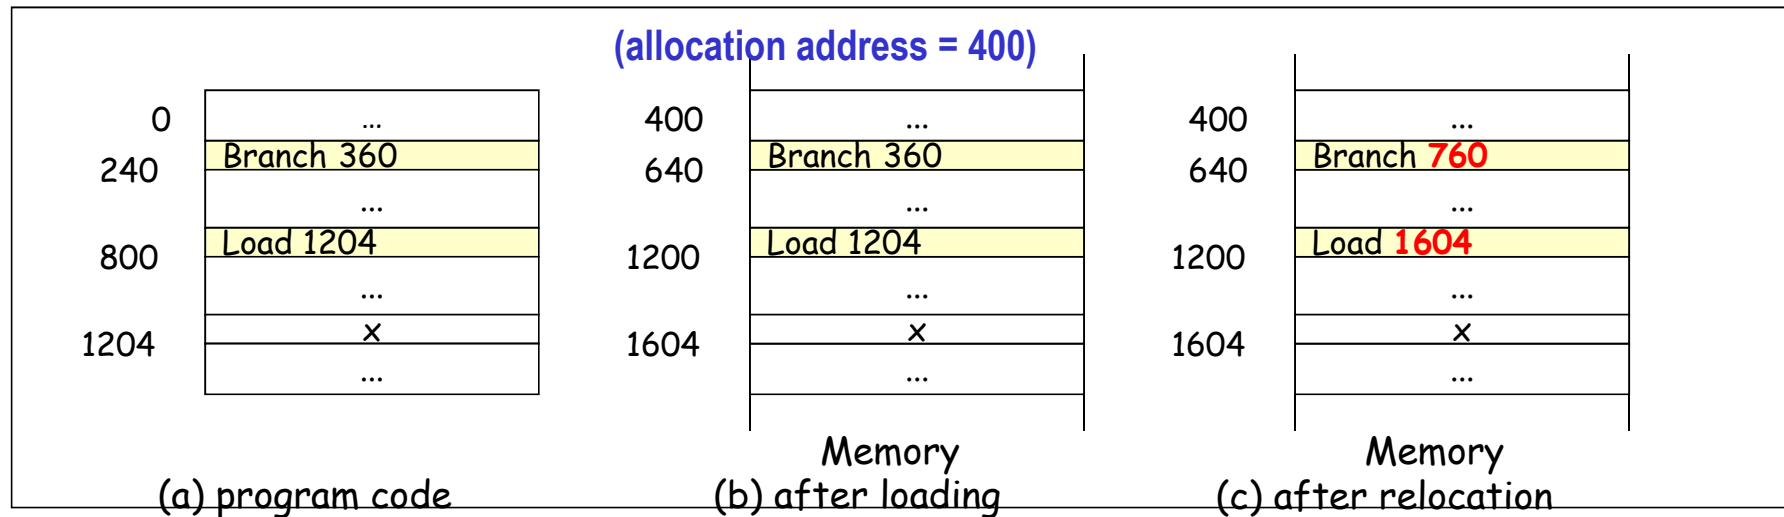 (allocation address = 400)
0 ... 400 ... 400 ...
Branch 360 Branch 360 Branch 760
240 640 640
... ... ...
Load 1204 Load 1204 Load 1604
800 1200 1200
... ... ...
x x x
1204 1604 1604
... ... ...
Memory Memory
(a) program code (b) after loading (c) after relocation